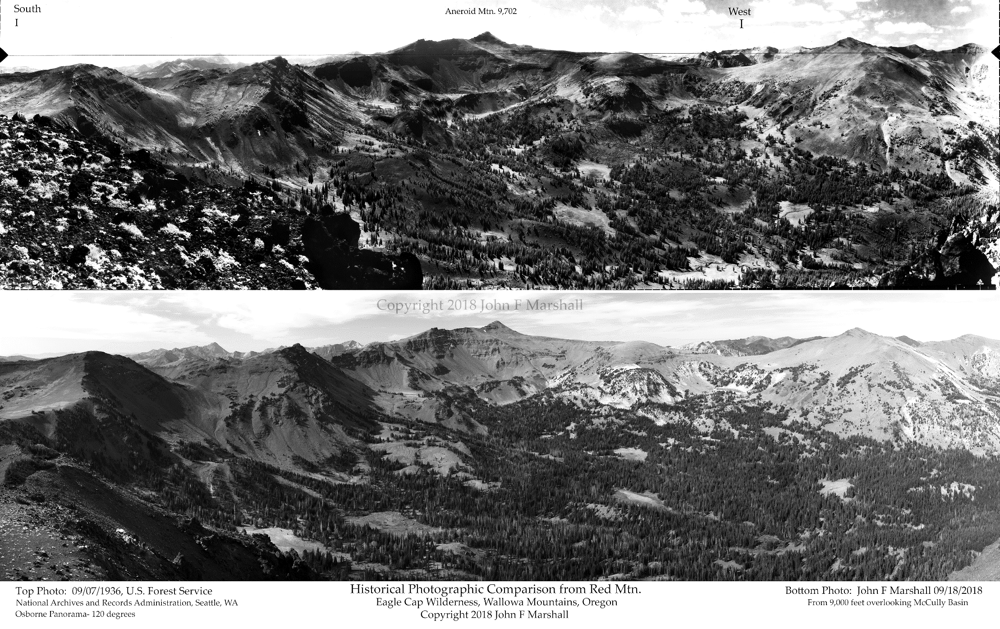 South
I
Aneroid Mtn. 9,702
West
I
Copyright 2018 John F Marshall
Top Photo:  09/07/1936, U.S. Forest Service
National Archives and Records Administration, Seattle, WA
Osborne Panorama- 120 degrees
Historical Photographic Comparison from Red Mtn.
Eagle Cap Wilderness, Wallowa Mountains, Oregon
Copyright 2018 John F Marshall
Bottom Photo:  John F Marshall 09/18/2018
From 9,000 feet overlooking McCully Basin